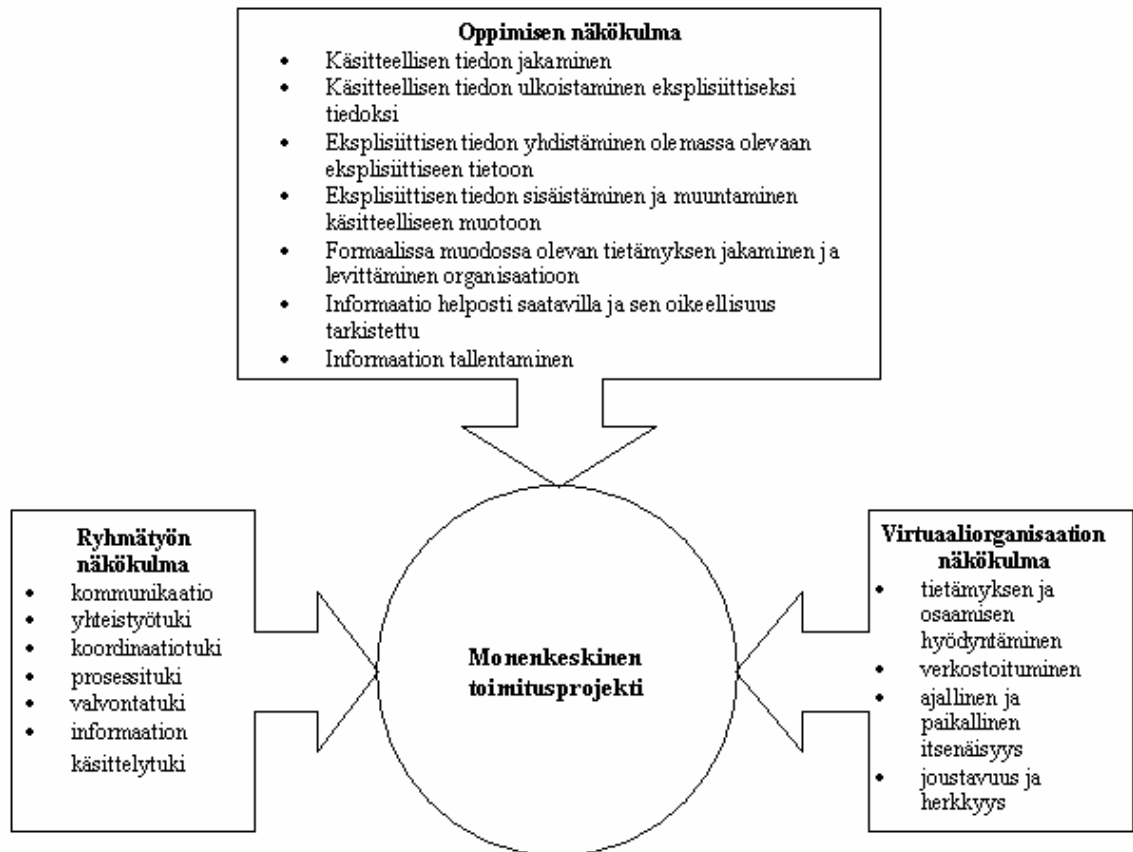 Oppimisen näkökulma
• Käsitteellisen tiedon jakaminen
• Käsitteellisen tiedon ulkoistaminen eksplisiittiseksi
tiedoksi
• Eksplisiittisen tiedon yhdistäminen olemassa olevaan
eksplisiittiseen tietoon
• Eksplisiittisen tiedon sisäistäminen ja muuntaminen
käsitteelliseen muotoon
• Formaalissa muodossa olevan tietämyksen jakaminen ja
levittäminen organisaatioon
• Informaatio helposti saatavilla ja sen oikeellisuus
tarkistettu
• Informaation tallentaminen
Ryhmätyön
näkökulma
• kommunikaatio
• yhteistyötuki
• koordinaatiotuki
• prosessituki
• valvontatuki
• information
käsittelytuki
Monenkeskinen
toimitusprojekti
Virtuaaliorganisaation
näkökulma
• tietämyksen ja
osaamisen
hyödyntäminen
• verkostoituminen
• ajallinen ja
paikallinen
itsenäisyys
• joustavuus ja
herkkyys